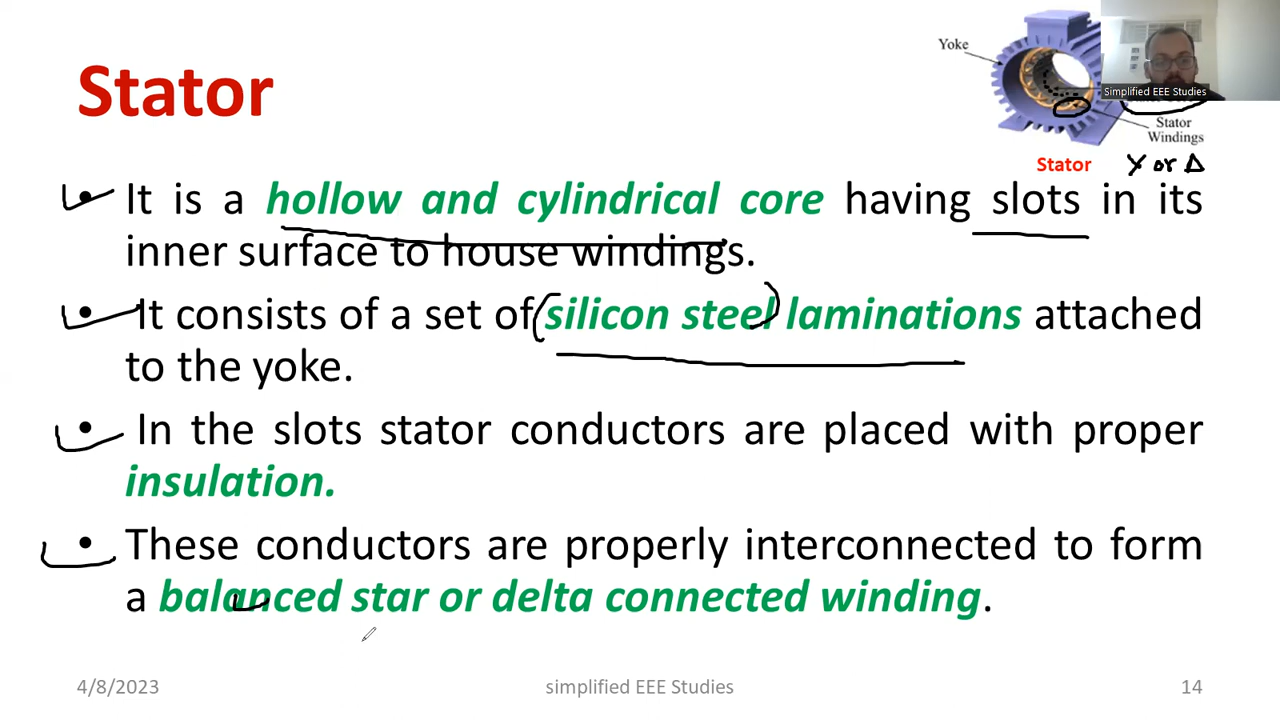 Yoke
Simplified EEE Studies
Stator
Stator
Windings
Stator
Y or Δ
• It is a hollow and cylindrical core having slots in its
inner surface to house windings.
• It consists of a set of silicon steel laminations attached
to the yoke.
• In the slots stator conductors are placed with proper
insulation.
• These conductors are properly interconnected to form
a balanced star or delta connected winding.
4/8/2023
simplified EEE Studies
14